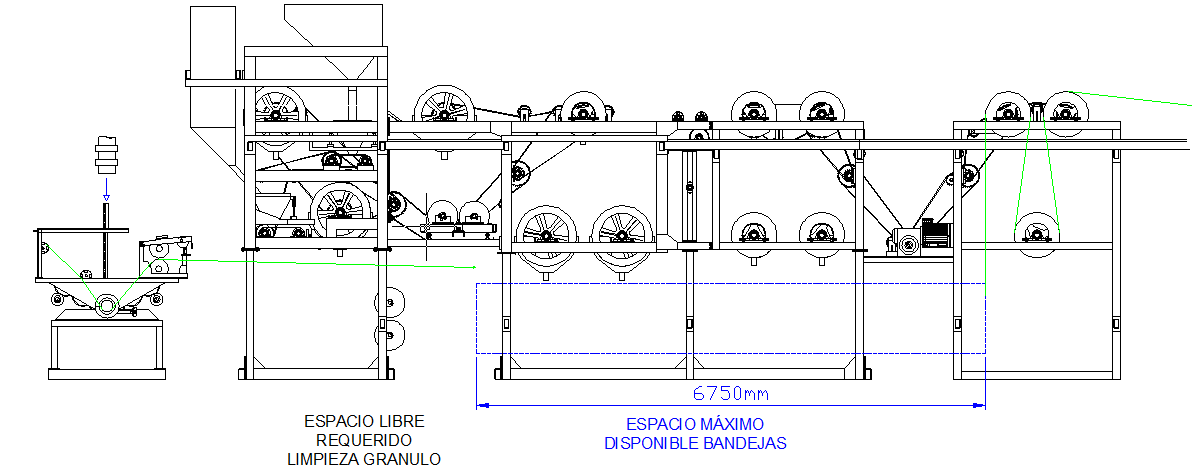 6750mm
ESPACIO LIBRE
REQUERIDO
LIMPIEZA GRANULO
ESPACIO MÁXIMO
DISPONIBLE BANDEJAS